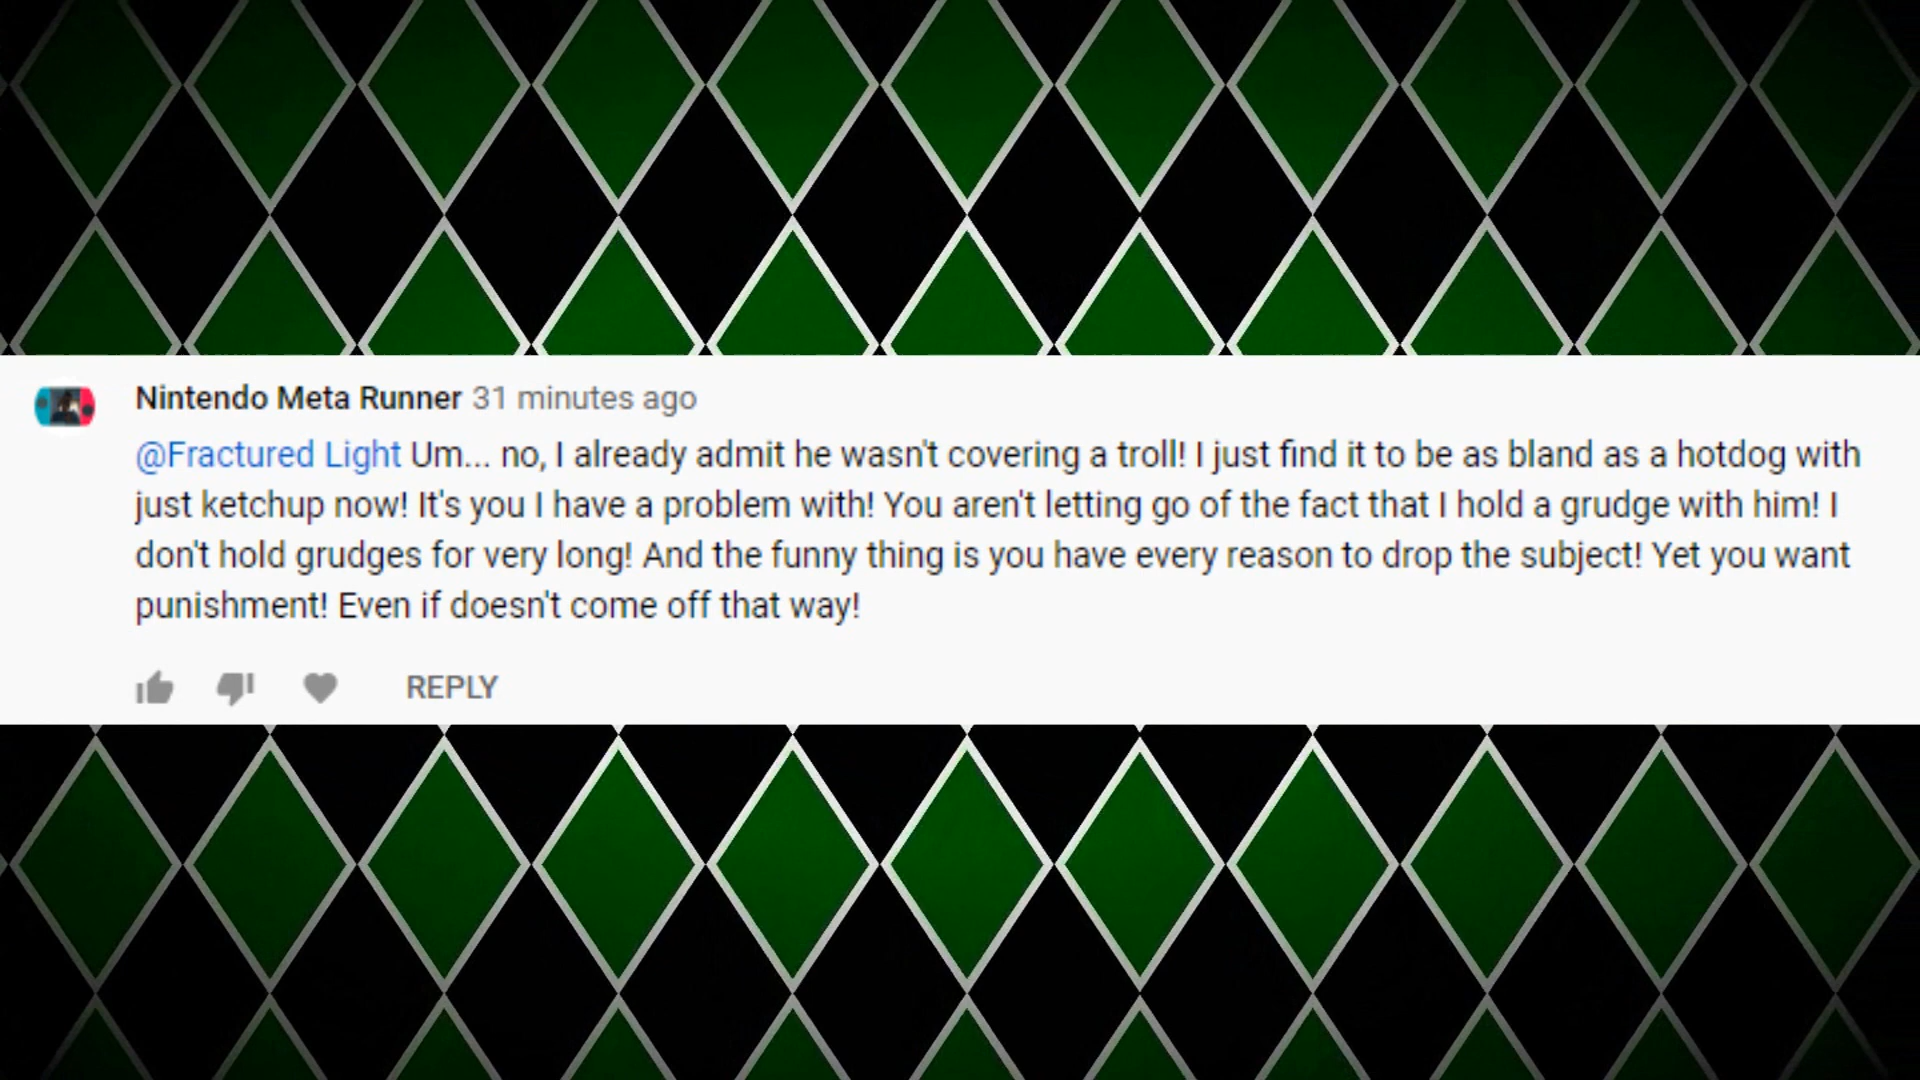 Nintendo Meta Runner 31 minutes ago
@Fractured Light Um... no, I already admit he wasn't covering a troll! I just find it to be as bland as a hotdog with
just ketchup now! It's you I have a problem with! You aren't letting go of the fact that I hold a grudge with him! I
don't hold grudges for very long! And the funny thing is you have every reason to drop the subject! Yet you want
punishment! Even if doesn't come off that way!
REPLY